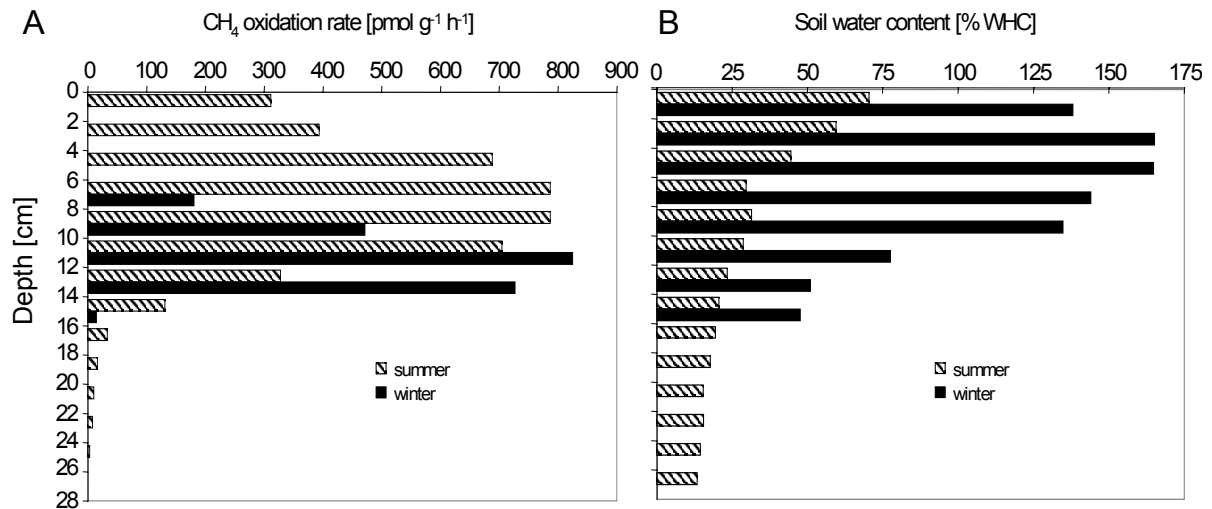 A CH₄ oxidation rate [pmol g⁻¹ h⁻¹]
0 100 200 300 400 500 600 700 800 900
0
2
4
6
8
10
12
14
16
18
20
22
24
26
28
Depth [cm]
summer
winter
B Soil water content [% WHC]
0 25 50 75 100 125 150 175
summer
winter